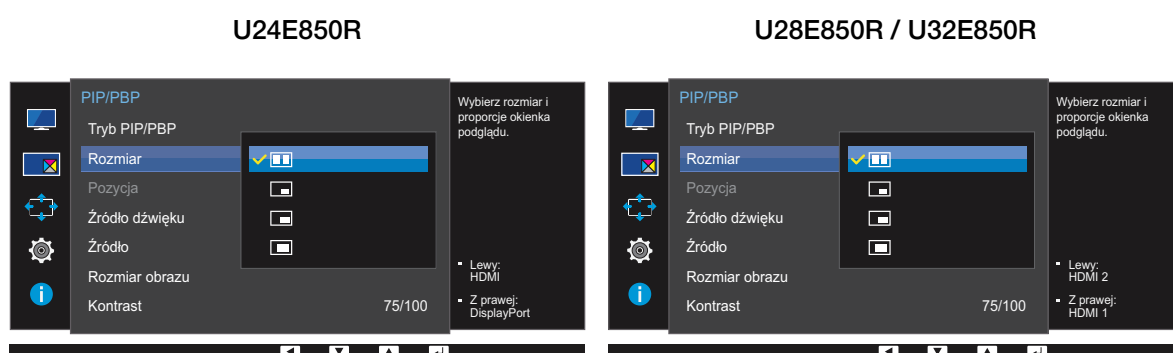 U24E850R
PIP/PBP
Tryb PIP/PBP
Rozmiar
Pozycja
Źródło dźwięku
Źródło
Rozmiar obrazu
Kontrast 75/100
Wybierz rozmiar i
proporcje okienka
podglądu.
Lewy:
HDMI
Z prawej:
DisplayPort
U28E850R / U32E850R
PIP/PBP
Tryb PIP/PBP
Rozmiar
Pozycja
Źródło dźwięku
Źródło
Rozmiar obrazu
Kontrast 75/100
Wybierz rozmiar i
proporcje okienka
podglądu.
Lewy:
HDMI 2
Z prawej:
HDMI 1